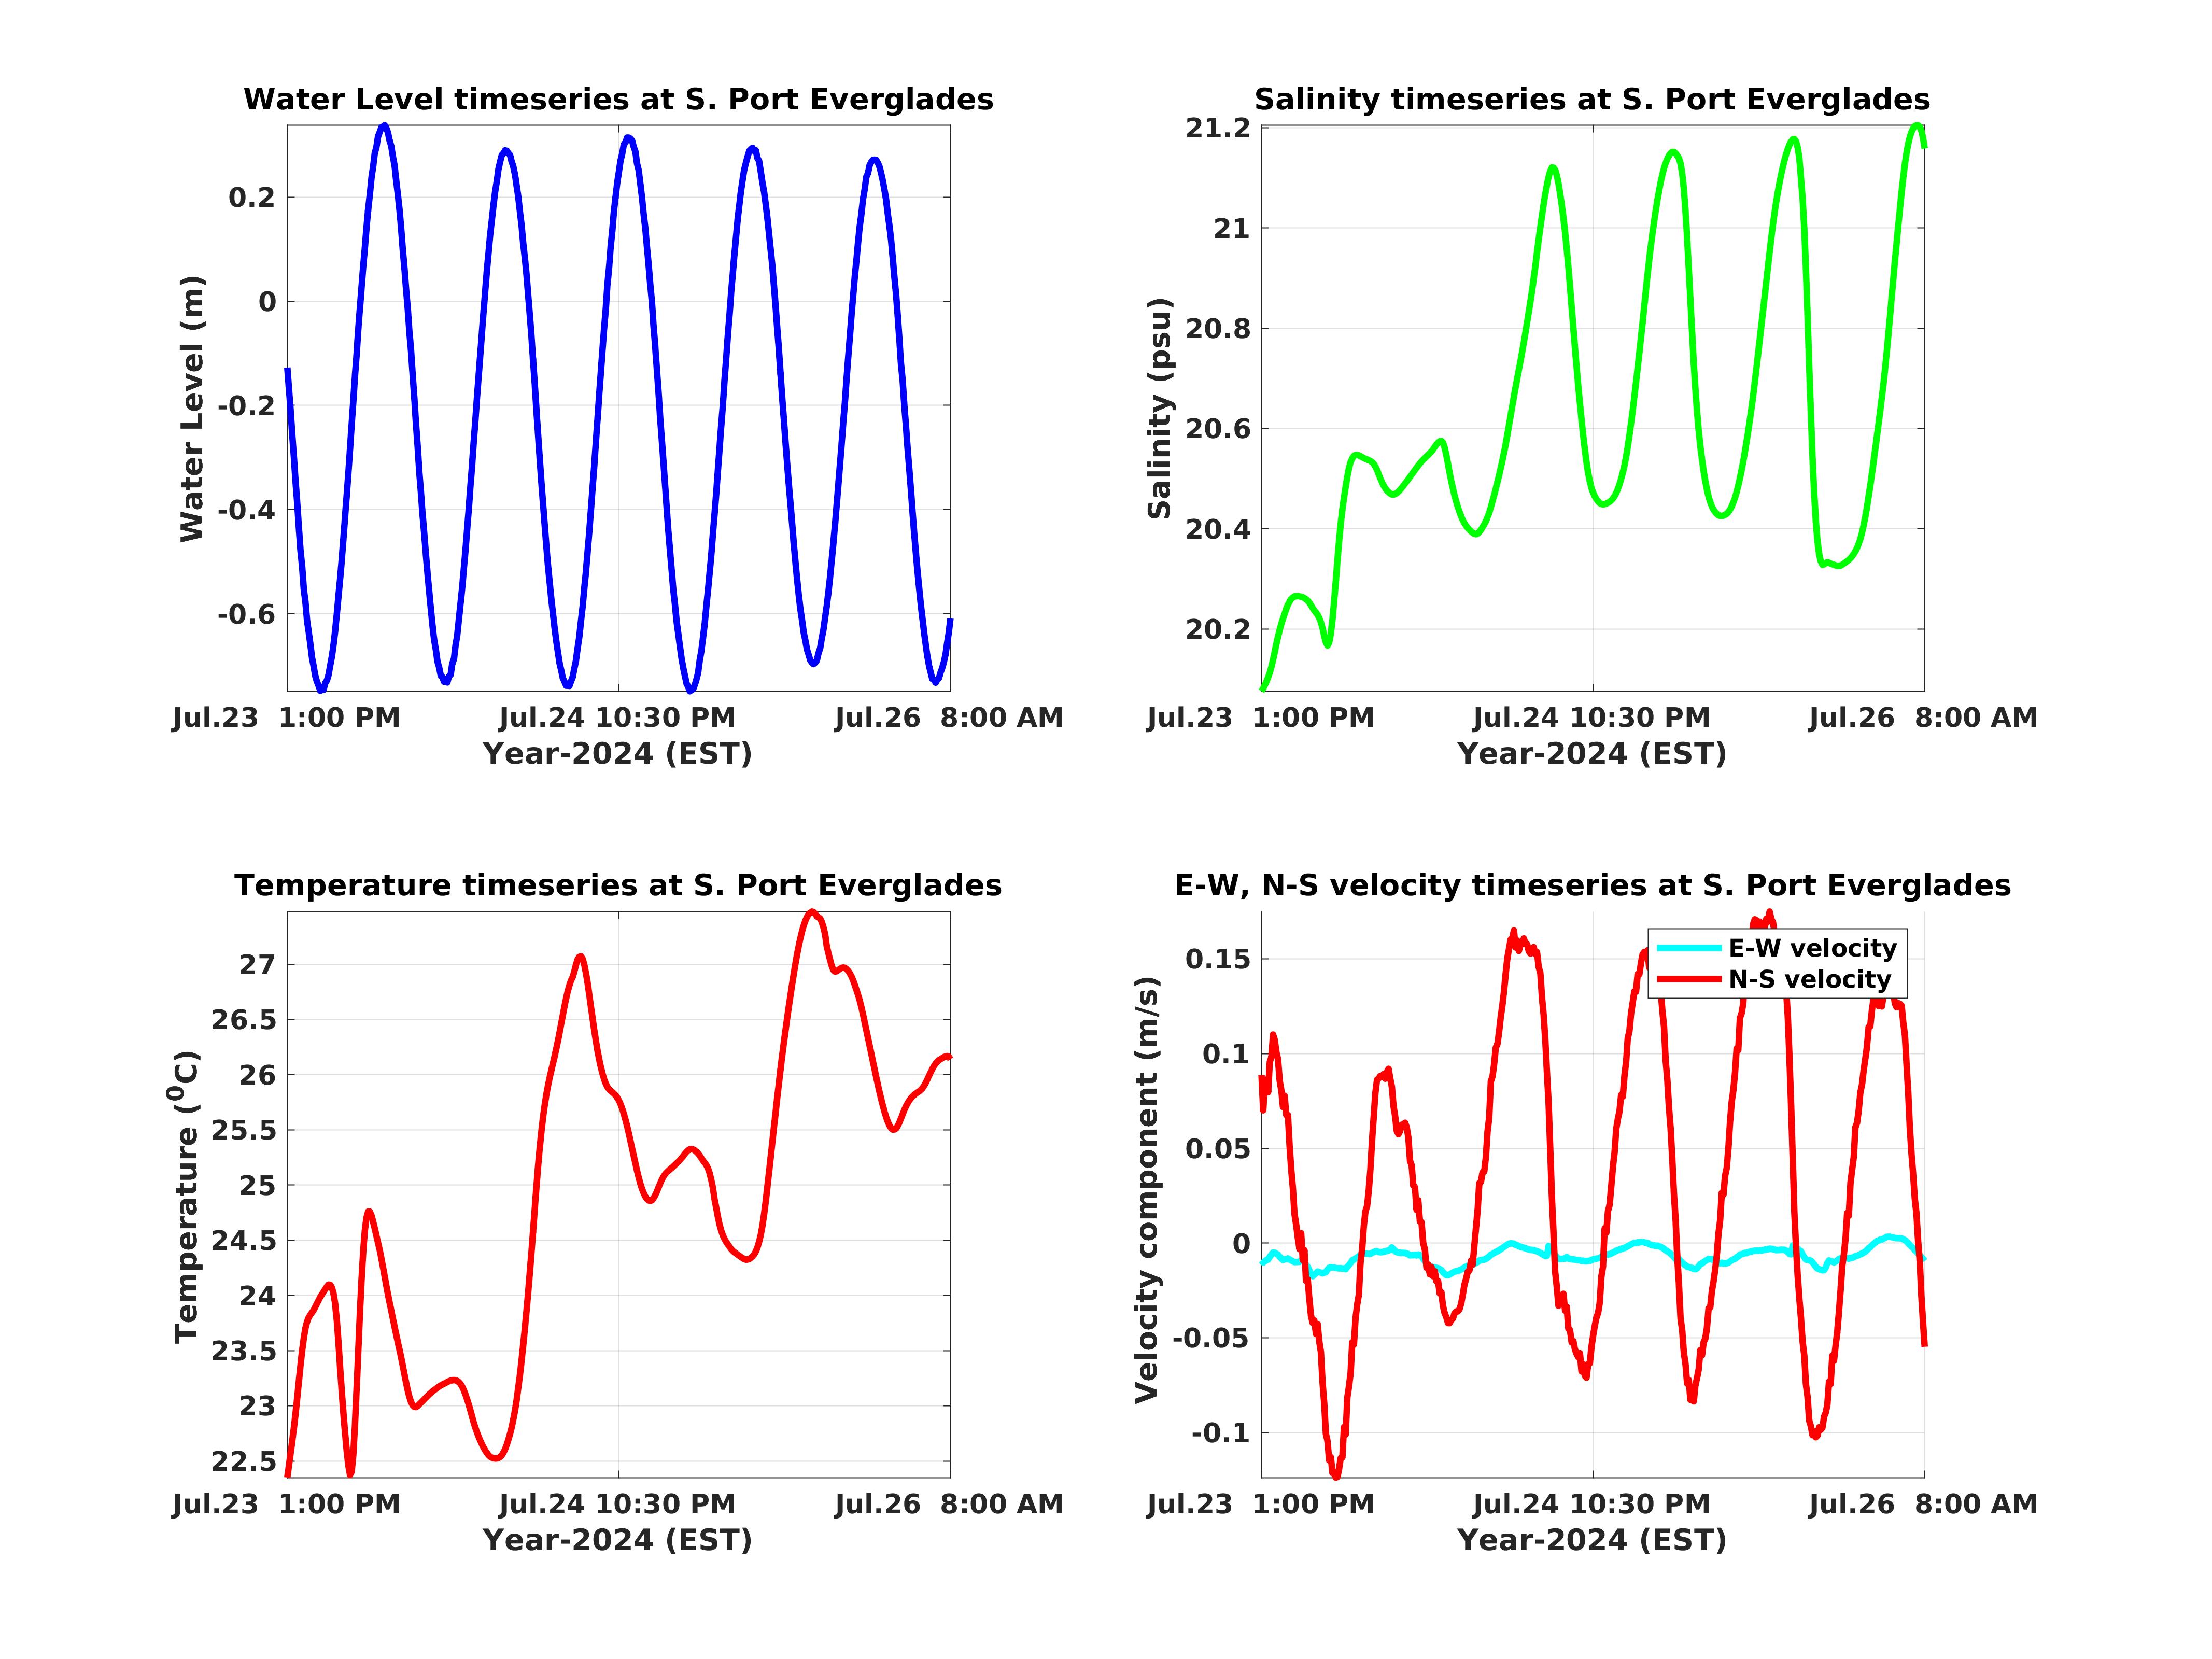 Water Level timeseries at S. Port Everglades
Water Level (m)
0.2
0
-0.2
-0.4
-0.6
Jul.23  1:00 PM
Jul.24 10:30 PM
Jul.26  8:00 AM
Year-2024 (EST)
Salinity timeseries at S. Port Everglades
Salinity (psu)
21.2
21
20.8
20.6
20.4
20.2
Jul.23  1:00 PM
Jul.24 10:30 PM
Jul.26  8:00 AM
Year-2024 (EST)
Temperature timeseries at S. Port Everglades
Temperature (⁰C)
27
26.5
26
25.5
25
24.5
24
23.5
23
22.5
Jul.23  1:00 PM
Jul.24 10:30 PM
Jul.26  8:00 AM
Year-2024 (EST)
E-W, N-S velocity timeseries at S. Port Everglades
Velocity component (m/s)
0.15
0.1
0.05
0
-0.05
-0.1
E-W velocity
N-S velocity
Jul.23  1:00 PM
Jul.24 10:30 PM
Jul.26  8:00 AM
Year-2024 (EST)